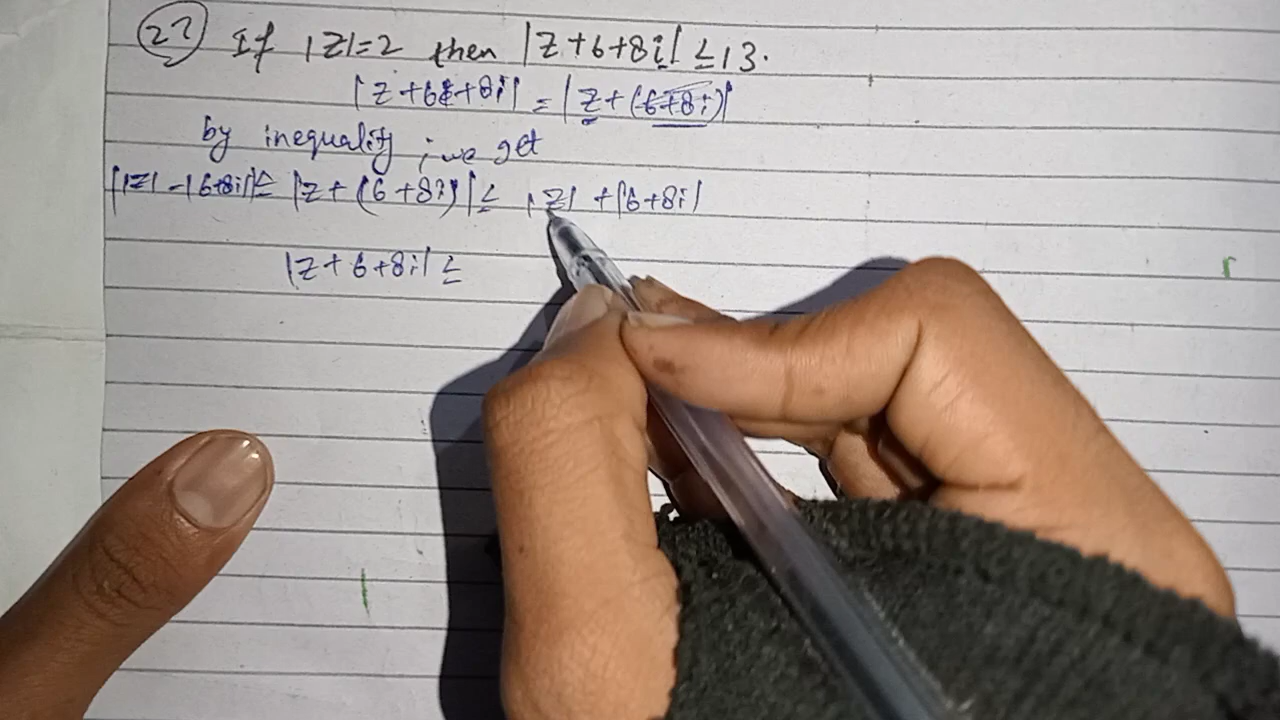 27 If |Z|=2 then |Z+6+8i| ≤ 13.
|Z+6+8i| = |Z+(6+8i)|
by inequality, we get
||Z|-|6+8i|| ≤ |Z+(6+8i)| ≤ |Z| + |6+8i|
|Z+6+8i| ≤